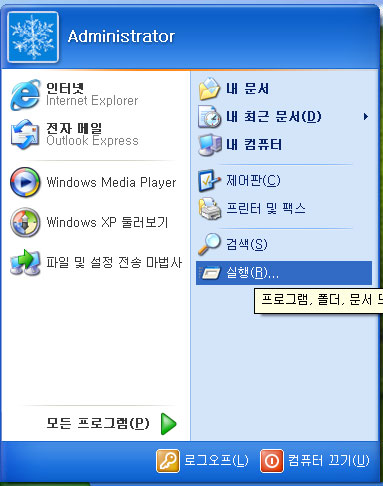 Administrator
인터넷
Internet Explorer
전자 메일
Outlook Express
Windows Media Player
Windows XP 둘러보기
파일 및 설정 전송 마법사
모든 프로그램(P)
내 문서
내 최근 문서(D)
내 컴퓨터
제어판(C)
프린터 및 팩스
검색(S)
실행(R)...
프로그램, 폴더, 문서
로그오프(L)
컴퓨터 끄기(U)